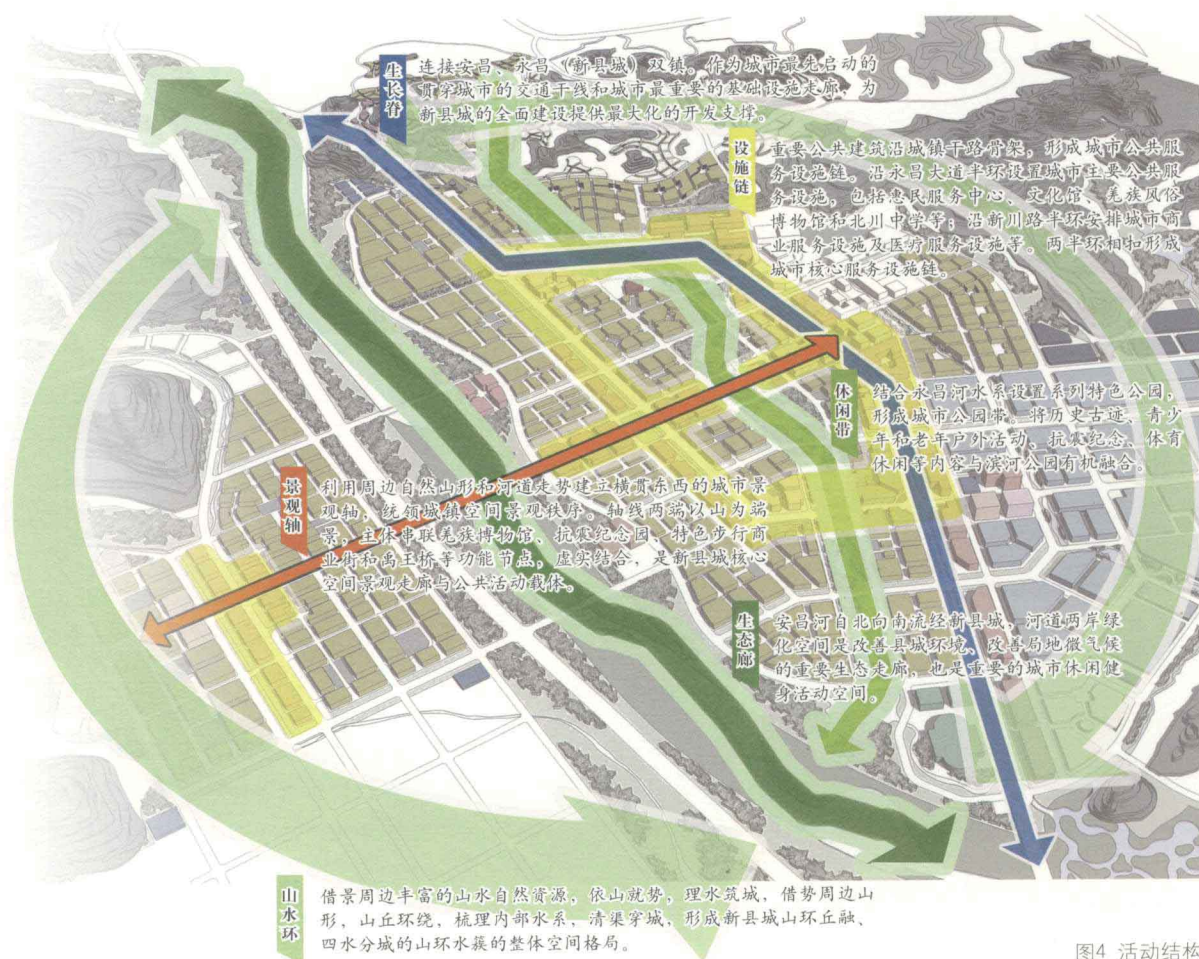 生长脊
连接安昌、永昌（新县城）双镇。作为城市最先启动的
贯穿城市的交通干线和城市最重要的基础设施走廊，为
新县城的全面建设提供最大化的开发支撑。
设施链
重要公共建筑沿城镇干路骨架，形成城市公共服
务设施链。沿永昌大道半环设置城市主要公共服
务设施，包括惠民服务中心、文化馆、羌族风俗
博物馆和北川中学等；沿新川路半环安排城市商
业服务设施及医疗服务设施等。两半环相扣形成
城市核心服务设施链。
休闲带
结合永昌河水系设置系列特色公园，
形成城市公园带。将历史古迹、青少
年和老年户外活动、抗震纪念、体育
休闲等内容与滨河公园有机融合。
景观轴
利用周边自然山形和河道走势建立横贯东西的城市景
观轴，统领城镇空间景观秩序。轴线两端以山为端
景，主体串联羌族博物馆、抗震纪念园、特色步行商
业街和禹王桥等功能节点，虚实结合，是新县城核心
空间景观走廊与公共活动载体。
生态廊
安昌河自北向南流经新县城，河道两岸绿
化空间是改善县城环境、改善局地微气候
的重要生态走廊，也是重要的城市休闲健
身活动空间。
山水环
借景周边丰富的山水自然资源，依山就势，理水筑城，借势周边山
形，山丘环绕，梳理内部水系，清渠穿城，形成新县城山环丘融、
四水分城的山环水蔟的整体空间格局。
图4 活动结构